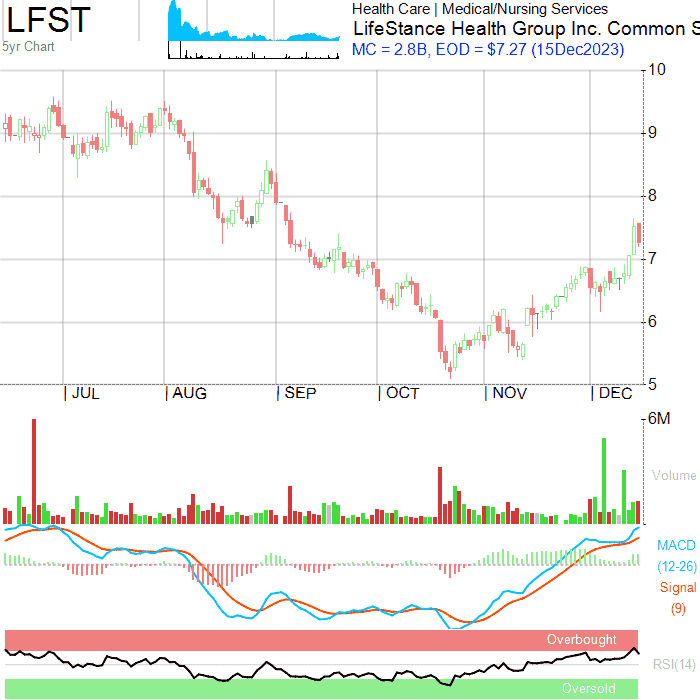 LFST
5yr Chart
Health Care | Medical/Nursing Services
LifeStance Health Group Inc. Common S
MC = 2.8B, EOD = $7.27 (15Dec2023)
10
9
8
7
6
5
JUL AUG SEP OCT NOV DEC
6M
Volume
MACD
(12-26)
Signal
(9)
Overbought
RSI(14)
Oversold